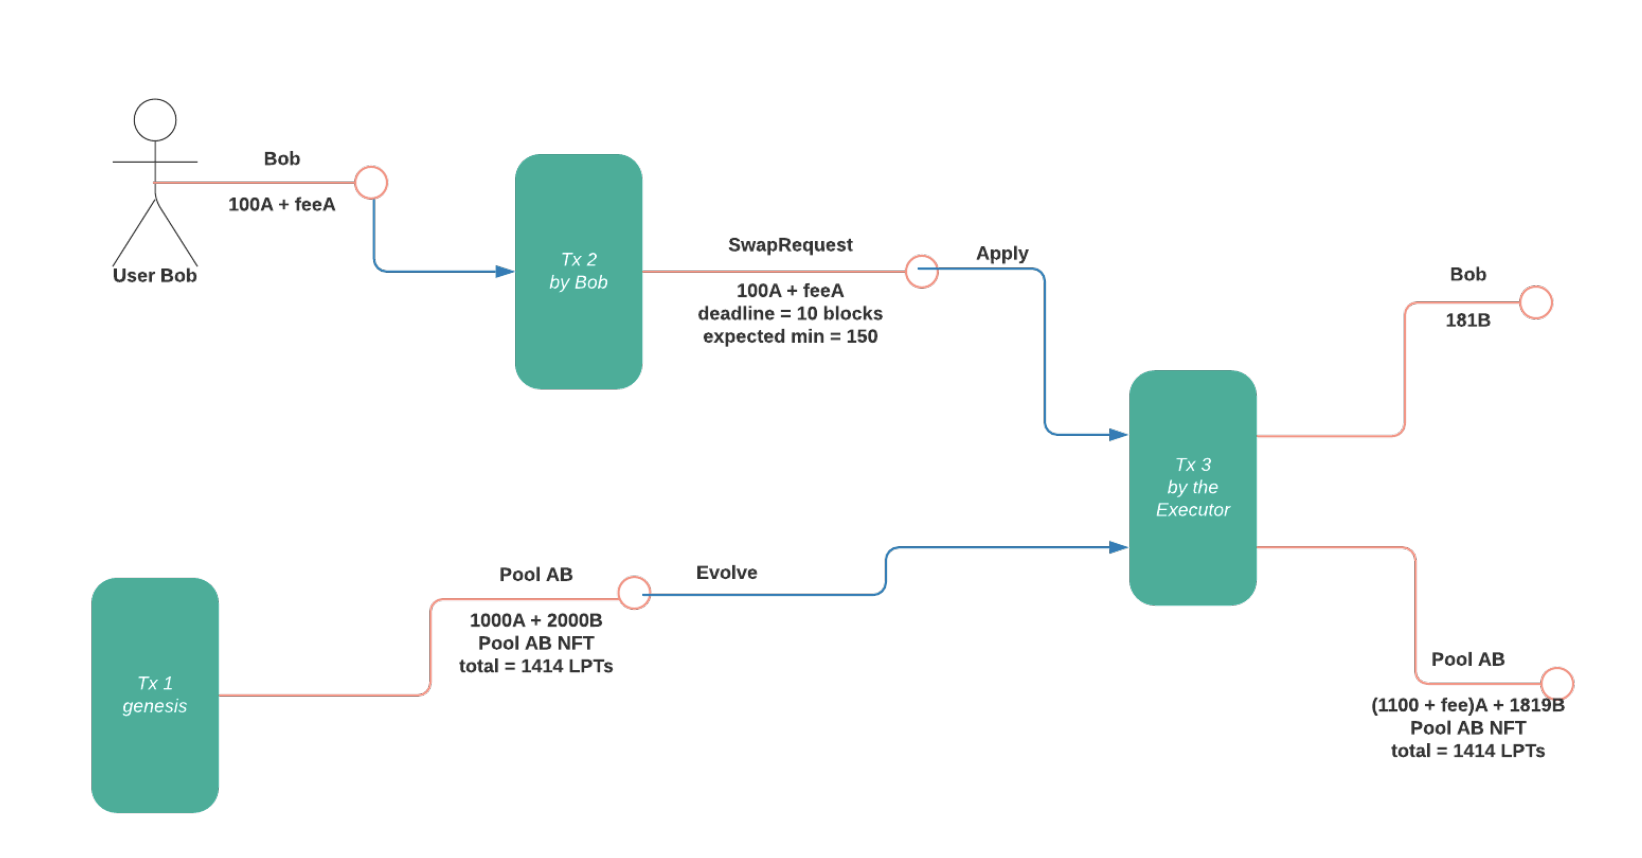 Bob
100A + feeA
User Bob
Tx 2
by Bob
SwapRequest
100A + feeA
deadline = 10 blocks
expected min = 150
Apply
Bob
181B
Tx 3
by the
Executor
Tx 1
genesis
Pool AB
1000A + 2000B
Pool AB NFT
total = 1414 LPTs
Evolve
Pool AB
(1100 + fee)A + 1819B
Pool AB NFT
total = 1414 LPTs